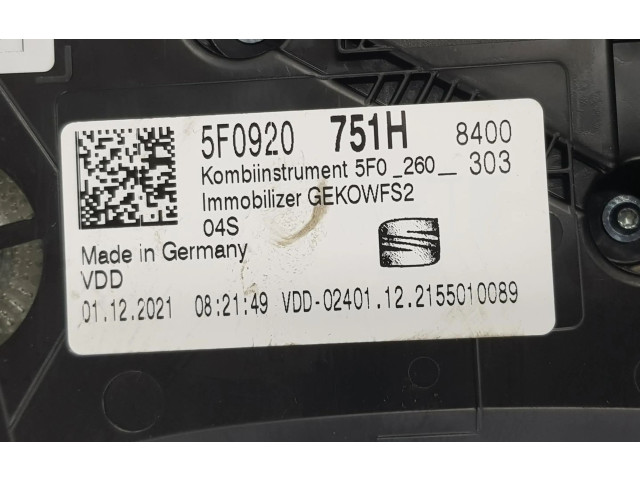 5F0920 751H 8400
Kombiinstrument 5F0 _260__ 303
Immobilizer GEKOWFS2
04S
Made in Germany
VDD
01.12.2021 08:21:49 VDD-02401.12.2155010089